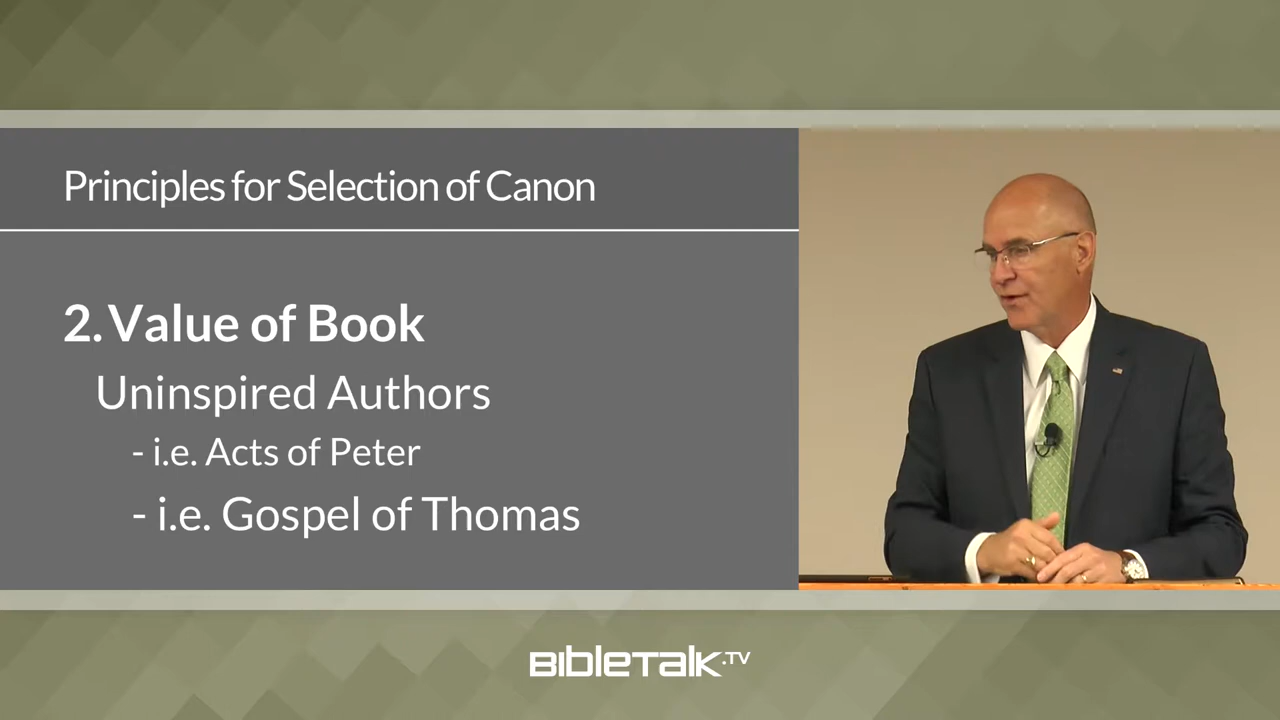 Principles for Selection of Canon
2. Value of Book
Uninspired Authors
- i.e. Acts of Peter
- i.e. Gospel of Thomas
BibleTalk.TV